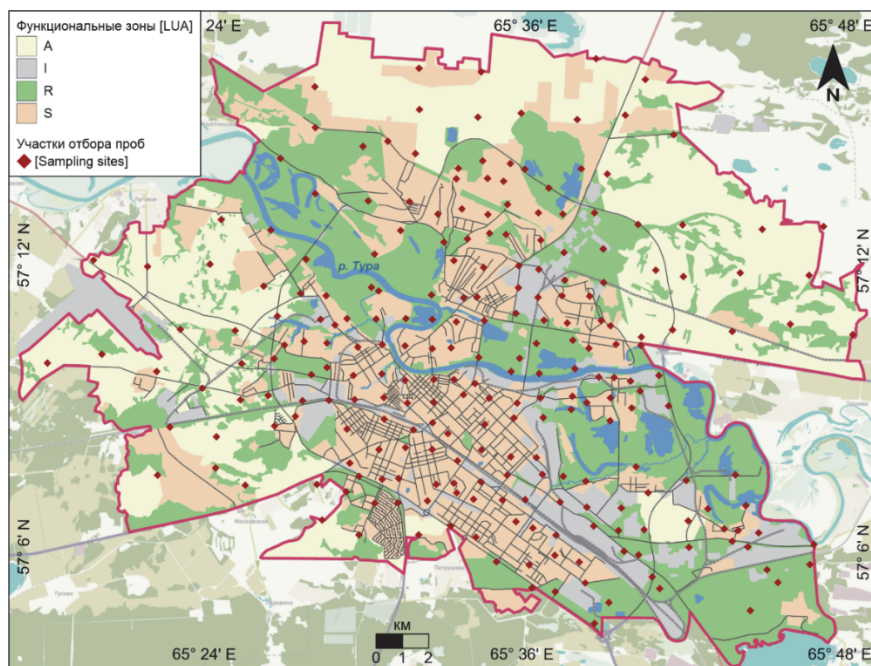 Функциональные зоны [LUA]
A
I
R
S
Участки отбора проб
[Sampling sites]
24' E
65° 36' E
65° 48' E
N
57° 12' N
57° 12' N
р. Тура
57° 6' N
57° 6' N
Патрушева
км
0 1 2
65° 24' E
65° 36' E
65° 48' E